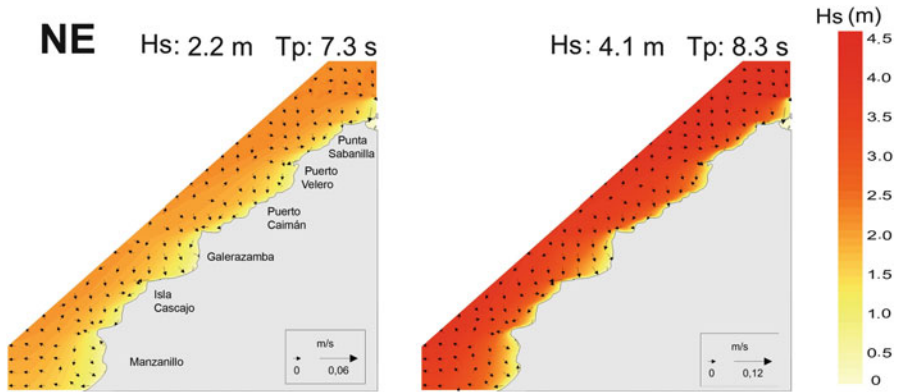 NE Hs: 2.2 m Tp: 7.3 s Hs: 4.1 m Tp: 8.3 s Hs (m)
4.5
4.0
3.5
3.0
2.5
2.0
1.5
1.0
0.5
0
Punta
Sabanilla
Puerto
Velero
Puerto
Caimán
Galerazamba
Isla
Cascajo
Manzanillo
m/s
0 0,06
m/s
0 0,12